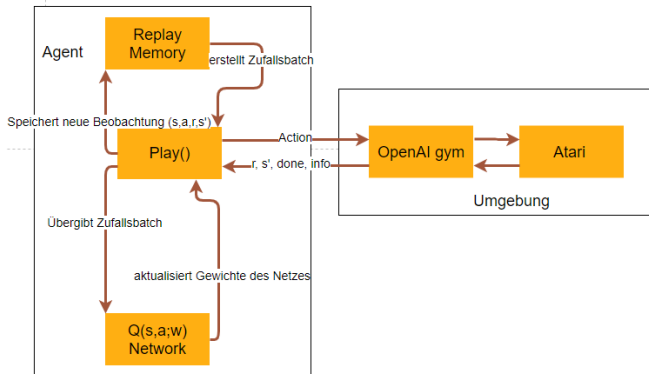 Agent
Replay
Memory
erstellt Zufallsbatch
Speichert neue Beobachtung (s,a,r,s')
Play()
Action
r, s', done, info
OpenAI gym
Atari
Umgebung
Übergibt Zufallsbatch
aktualisiert Gewichte des Netzes
Q(s,a;w)
Network